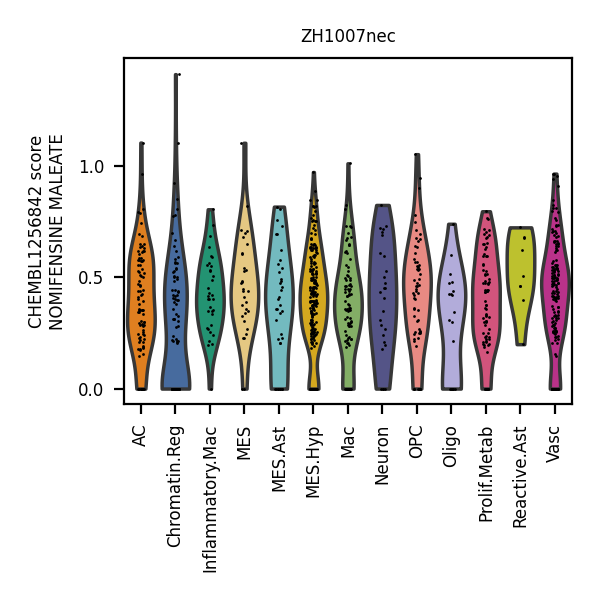 ZH1007nec
CHEMBL1256842 score
NOMIFENSINE MALEATE
1.0
0.5
0.0
AC
Chromatin.Reg
Inflammatory.Mac
MES
MES.Ast
MES.Hyp
Mac
Neuron
OPC
Oligo
Prolif.Metab
Reactive.Ast
Vasc